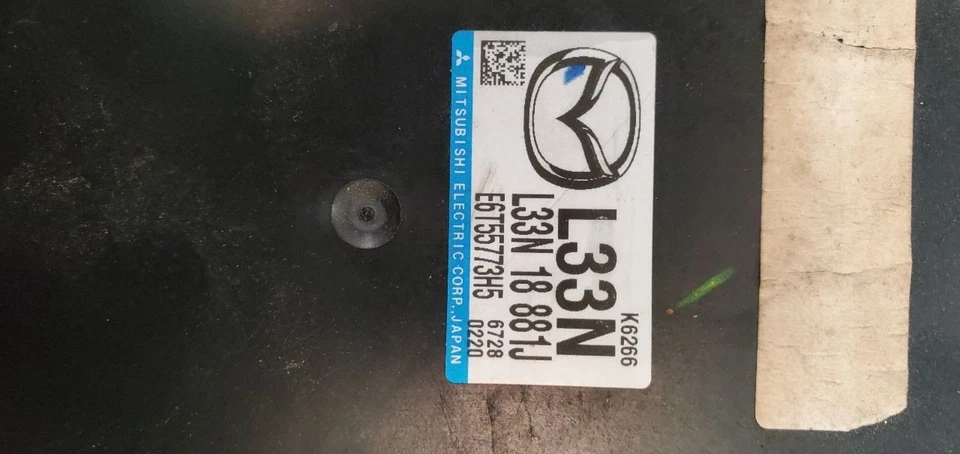 K6266
L33N
L33N 18 881J
E6T55773H5 6728
0220
MITSUBISHI ELECTRIC CORP., JAPAN